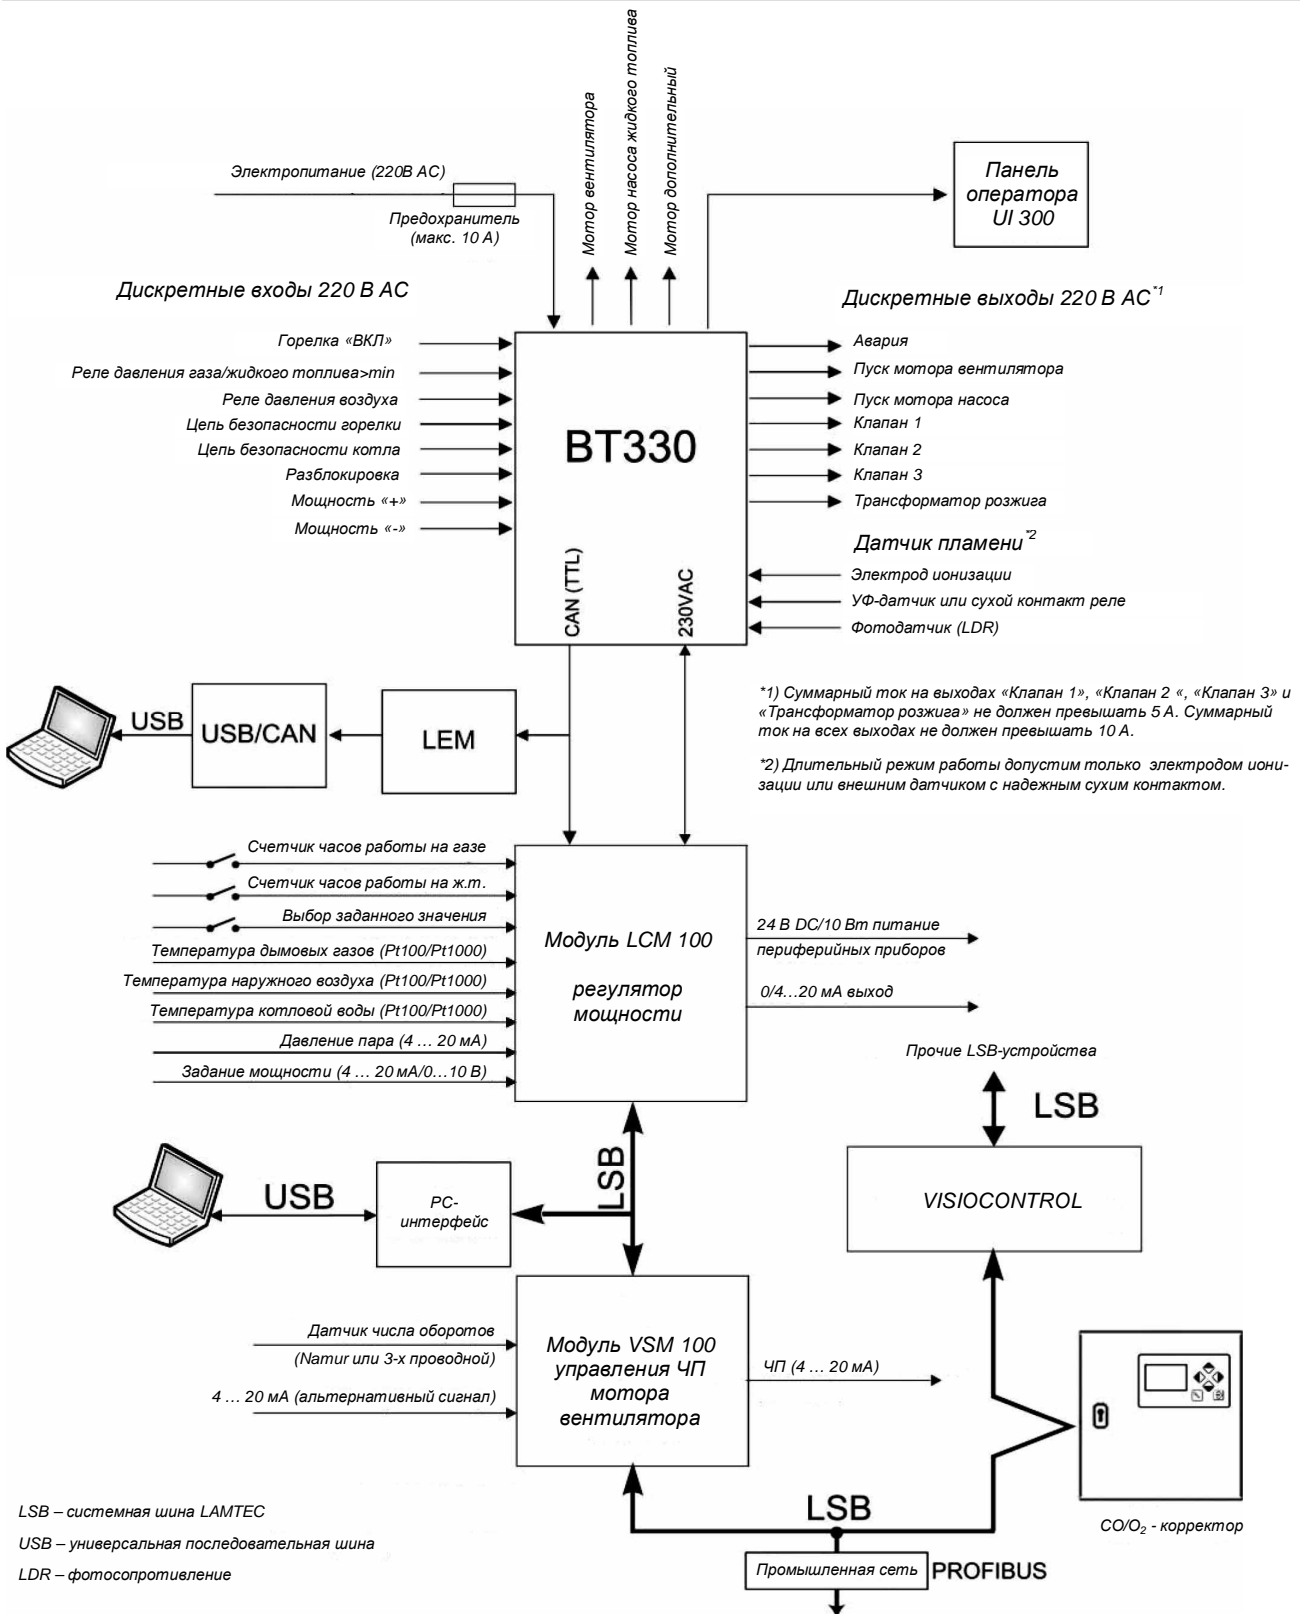 Мотор вентилятора
Мотор насоса жидкого топлива
Мотор дополнительный
Электропитание (220В AC)
Предохранитель
(макс. 10 А)
Панель
оператора
UI 300
Дискретные входы 220 В AC
Дискретные выходы 220 В AC*1
Горелка «ВКЛ»
Реле давления газа/жидкого топлива>min
Реле давления воздуха
Цепь безопасности горелки
Цепь безопасности котла
Разблокировка
Мощность «+»
Мощность «-»
BT330
CAN (TTL)
230VAC
Авария
Пуск мотора вентилятора
Пуск мотора насоса
Клапан 1
Клапан 2
Клапан 3
Трансформатор розжига
Датчик пламени*2
Электрод ионизации
УФ-датчик или сухой контакт реле
Фотодатчик (LDR)
*1) Суммарный ток на выходах «Клапан 1», «Клапан 2 «, «Клапан 3» и
«Трансформатор розжига» не должен превышать 5 А. Суммарный
ток на всех выходах не должен превышать 10 А.
*2) Длительный режим работы допустим только электродом иони-
зации или внешним датчиком с надежным сухим контактом.
USB
USB/CAN
LEM
Счетчик часов работы на газе
Счетчик часов работы на ж.т.
Выбор заданного значения
Температура дымовых газов (Pt100/Pt1000)
Температура наружного воздуха (Pt100/Pt1000)
Температура котловой воды (Pt100/Pt1000)
Давление пара (4 … 20 мА)
Задание мощности (4 … 20 мА/0…10 В)
Модуль LCM 100
регулятор
мощности
24 В DC/10 Вт питание
периферийных приборов
0/4…20 мА выход
Прочие LSB-устройства
LSB
VISIOCONTROL
LSB
USB
PC-
интерфейс
Датчик числа оборотов
(Namur или 3-х проводной)
4 … 20 мА (альтернативный сигнал)
Модуль VSM 100
управления ЧП
мотора
вентилятора
ЧП (4 … 20 мА)
LSB
CO/O₂ - корректор
Промышленная сеть
PROFIBUS
LSB – системная шина LAMTEC
USB – универсальная последовательная шина
LDR – фотосопротивление